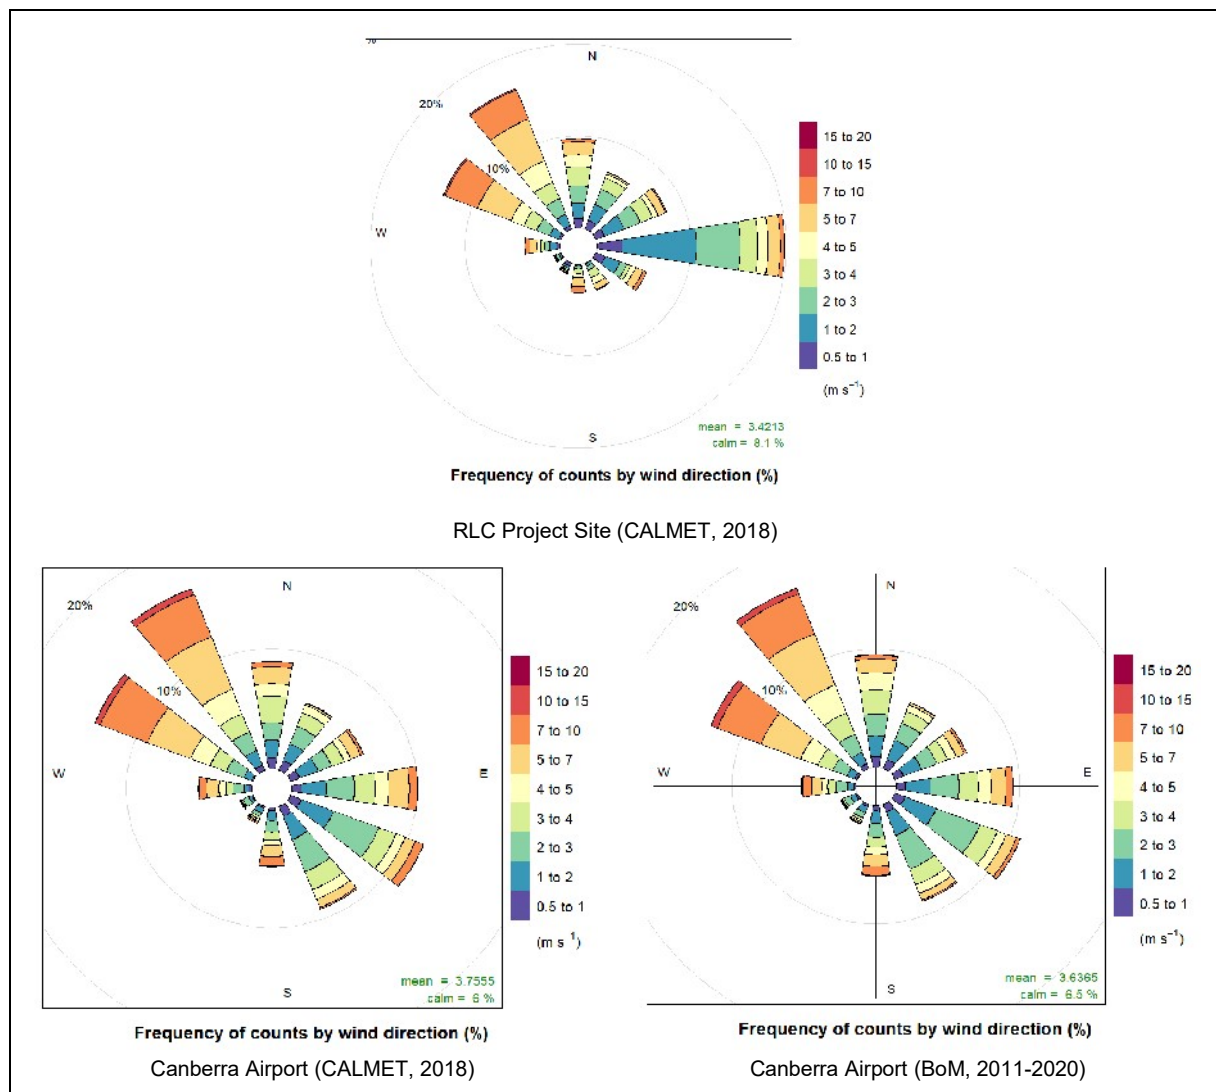 %
N
20%
10%
W
S
15 to 20
10 to 15
7 to 10
5 to 7
4 to 5
3 to 4
2 to 3
1 to 2
0.5 to 1
(m s⁻¹)
mean = 3.4213
calm = 8.1 %
Frequency of counts by wind direction (%)
RLC Project Site (CALMET, 2018)
N
20%
10%
W
E
S
15 to 20
10 to 15
7 to 10
5 to 7
4 to 5
3 to 4
2 to 3
1 to 2
0.5 to 1
(m s⁻¹)
mean = 3.7555
calm = 6 %
Frequency of counts by wind direction (%)
Canberra Airport (CALMET, 2018)
N
20%
10%
W
E
S
15 to 20
10 to 15
7 to 10
5 to 7
4 to 5
3 to 4
2 to 3
1 to 2
0.5 to 1
(m s⁻¹)
mean = 3.6365
calm = 6.5 %
Frequency of counts by wind direction (%)
Canberra Airport (BoM, 2011-2020)